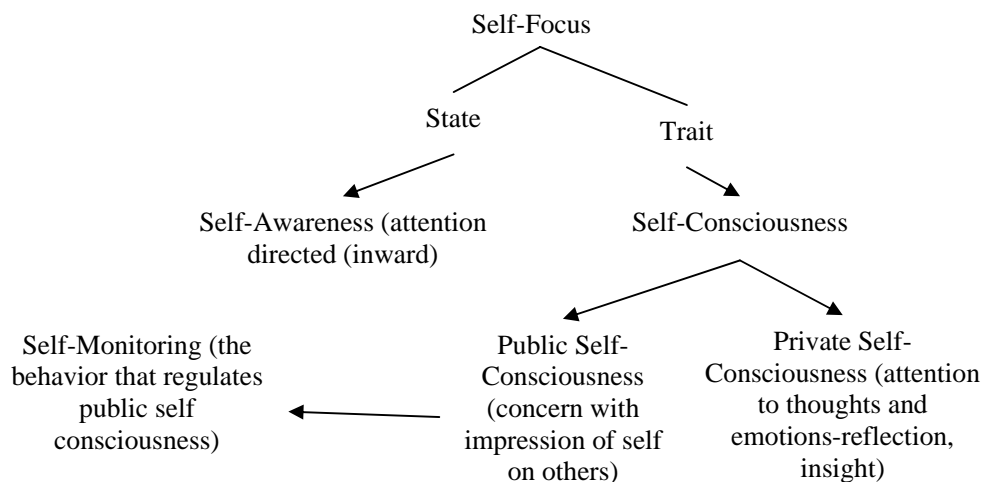 Self-Focus
State
Trait
Self-Awareness (attention
directed (inward)
Self-Consciousness
Self-Monitoring (the
behavior that regulates
public self
consciousness)
Public Self-
Consciousness
(concern with
impression of self
on others)
Private Self-
Consciousness (attention
to thoughts and
emotions-reflection,
insight)